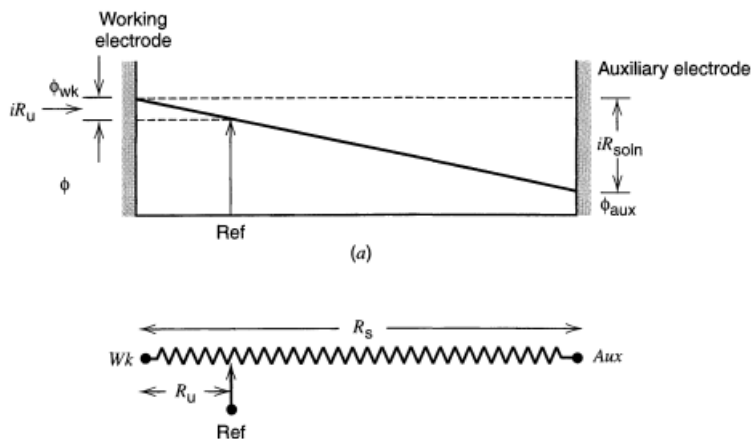 Working
electrode
Auxiliary electrode
ϕwk
iRu
iRsoln
ϕ
ϕaux
Ref
(a)
Rs
Wk
Aux
Ru
Ref